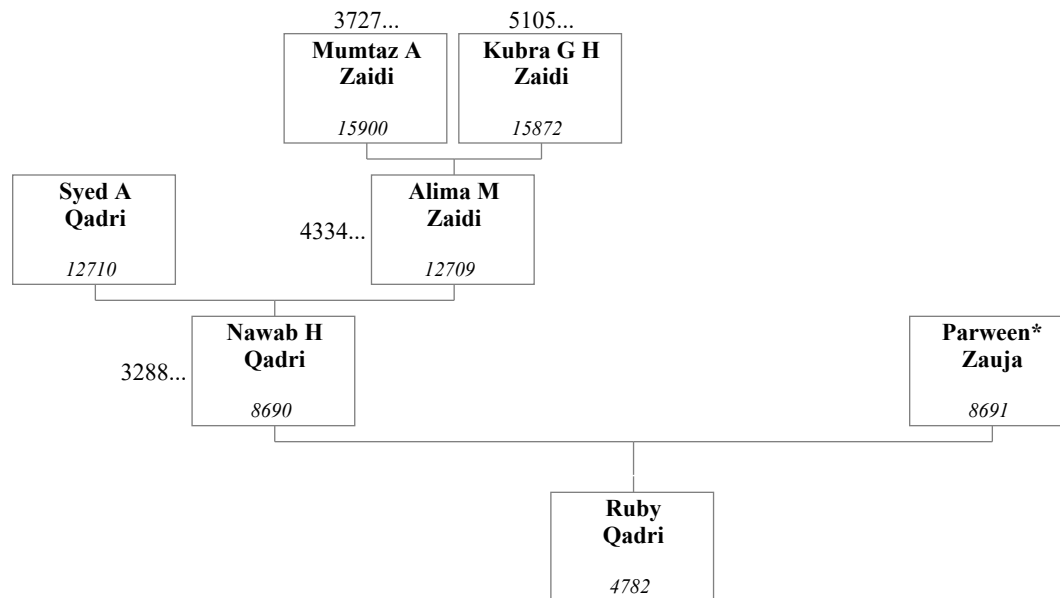 3727...
5105...
Mumtaz A
Zaidi
15900
Kubra G H
Zaidi
15872
Syed A
Qadri
12710
4334...
Alima M
Zaidi
12709
3288...
Nawab H
Qadri
8690
Parween*
Zauja
8691
Ruby
Qadri
4782